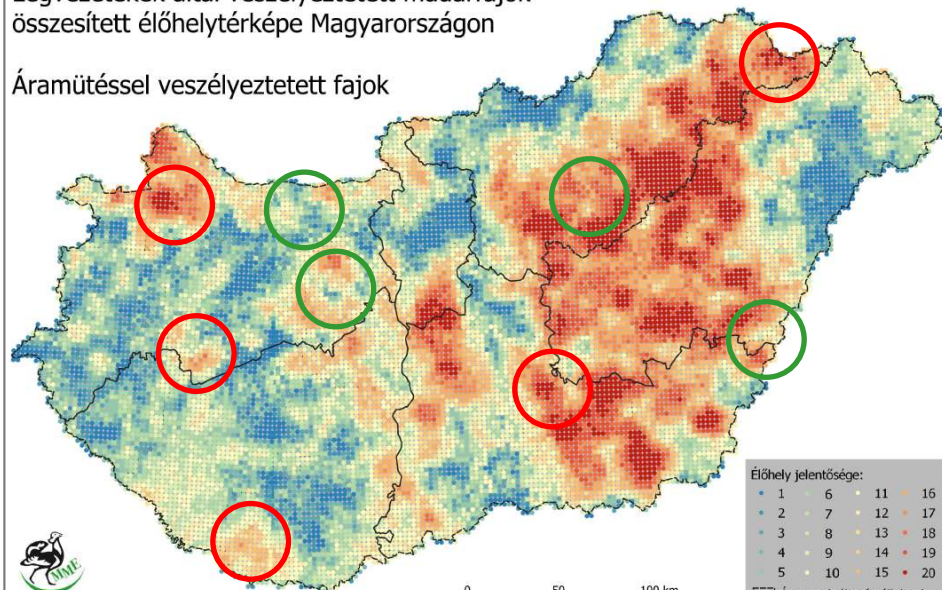 összesített élőhelytérképe Magyarországon
Áramütéssel veszélyeztetett fajok
Élőhely jelentősége:
1 6 11 16
2 7 12 17
3 8 13 18
4 9 14 19
5 10 15 20
MME
0 50 100 km